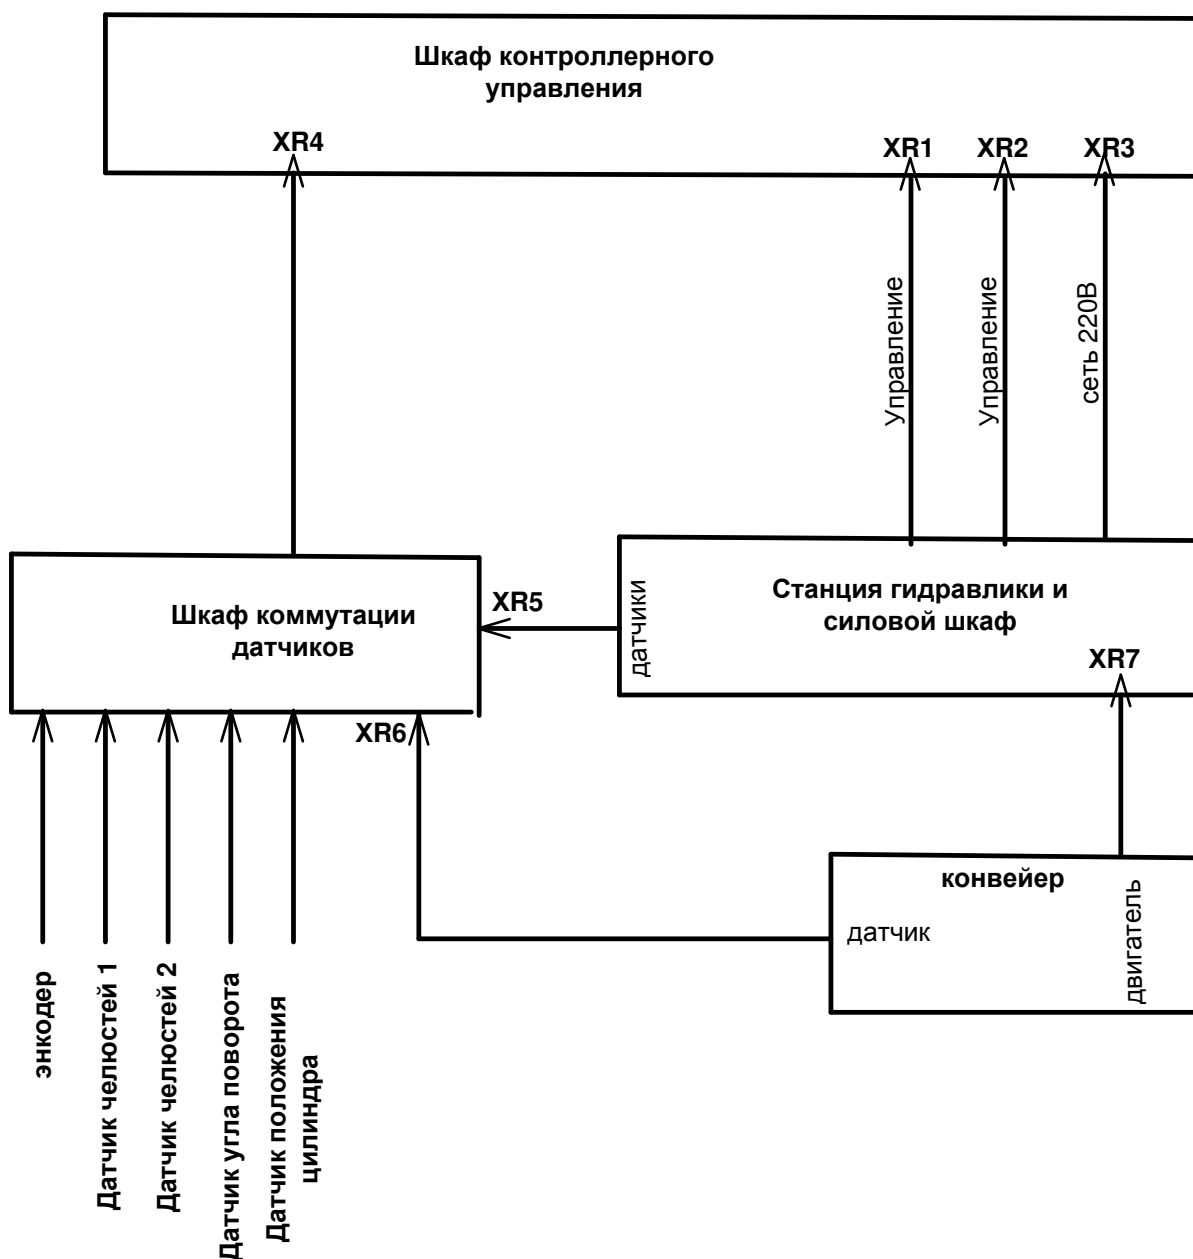 Шкаф контроллерного
управления
XR4
XR1
XR2
XR3
Управление
Управление
сеть 220В
Шкаф коммутации
датчиков
XR5
датчики
Станция гидравлики и
силовой шкаф
XR7
XR6
конвейер
датчик
двигатель
энкодер
Датчик челюстей 1
Датчик челюстей 2
Датчик угла поворота
Датчик положения
цилиндра